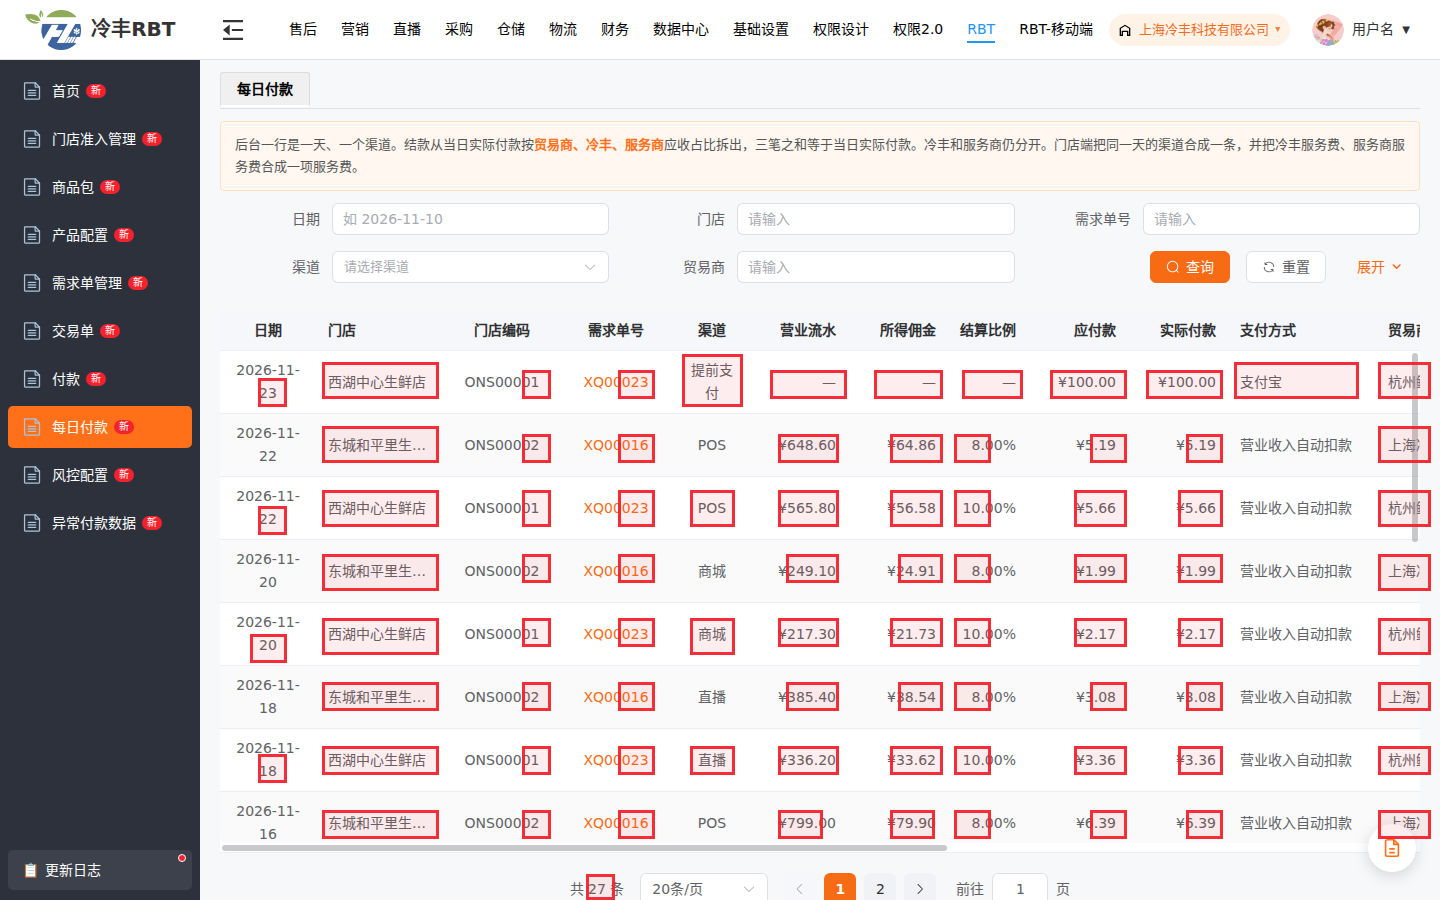 冷丰RBT
售后 营销 直播 采购 仓储 物流 财务 数据中心 基础设置 权限设计 权限2.0 RBT RBT-移动端 上海冷丰科技有限公司 ▾ 用户名 ▼
首页 新
门店准入管理 新
商品包 新
产品配置 新
需求单管理 新
交易单 新
付款 新
每日付款 新
风控配置 新
异常付款数据 新
更新日志
每日付款
后台一行是一天、一个渠道。结款从当日实际付款按贸易商、冷丰、服务商应收占比拆出，三笔之和等于当日实际付款。冷丰和服务商仍分开。门店端把同一天的渠道合成一条，并把冷丰服务费、服务商服
务费合成一项服务费。
日期 如 2026-11-10 门店 请输入 需求单号 请输入
渠道 请选择渠道 贸易商 请输入 查询 重置 展开
日期 门店 门店编码 需求单号 渠道 营业流水 所得佣金 结算比例 应付款 实际付款 支付方式 贸易
2026-11-23 西湖中心生鲜店 ONS00001 XQ00023 提前支付 — — — ¥100.00 ¥100.00 支付宝 杭州
2026-11-22 东城和平里生... ONS00002 XQ00016 POS ¥648.60 ¥64.86 8.00% ¥5.19 ¥5.19 营业收入自动扣款 上海
2026-11-22 西湖中心生鲜店 ONS00001 XQ00023 POS ¥565.80 ¥56.58 10.00% ¥5.66 ¥5.66 营业收入自动扣款 杭州
2026-11-20 东城和平里生... ONS00002 XQ00016 商城 ¥249.10 ¥24.91 8.00% ¥1.99 ¥1.99 营业收入自动扣款 上海
2026-11-20 西湖中心生鲜店 ONS00001 XQ00023 商城 ¥217.30 ¥21.73 10.00% ¥2.17 ¥2.17 营业收入自动扣款 杭州
2026-11-18 东城和平里生... ONS00002 XQ00016 直播 ¥385.40 ¥38.54 8.00% ¥3.08 ¥3.08 营业收入自动扣款 上海
2026-11-18 西湖中心生鲜店 ONS00001 XQ00023 直播 ¥336.20 ¥33.62 10.00% ¥3.36 ¥3.36 营业收入自动扣款 杭州
2026-11-16 东城和平里生... ONS00002 XQ00016 POS ¥799.00 ¥79.90 8.00% ¥6.39 ¥6.39 营业收入自动扣款 上海
共 27 条 20条/页 1 2 前往 1 页